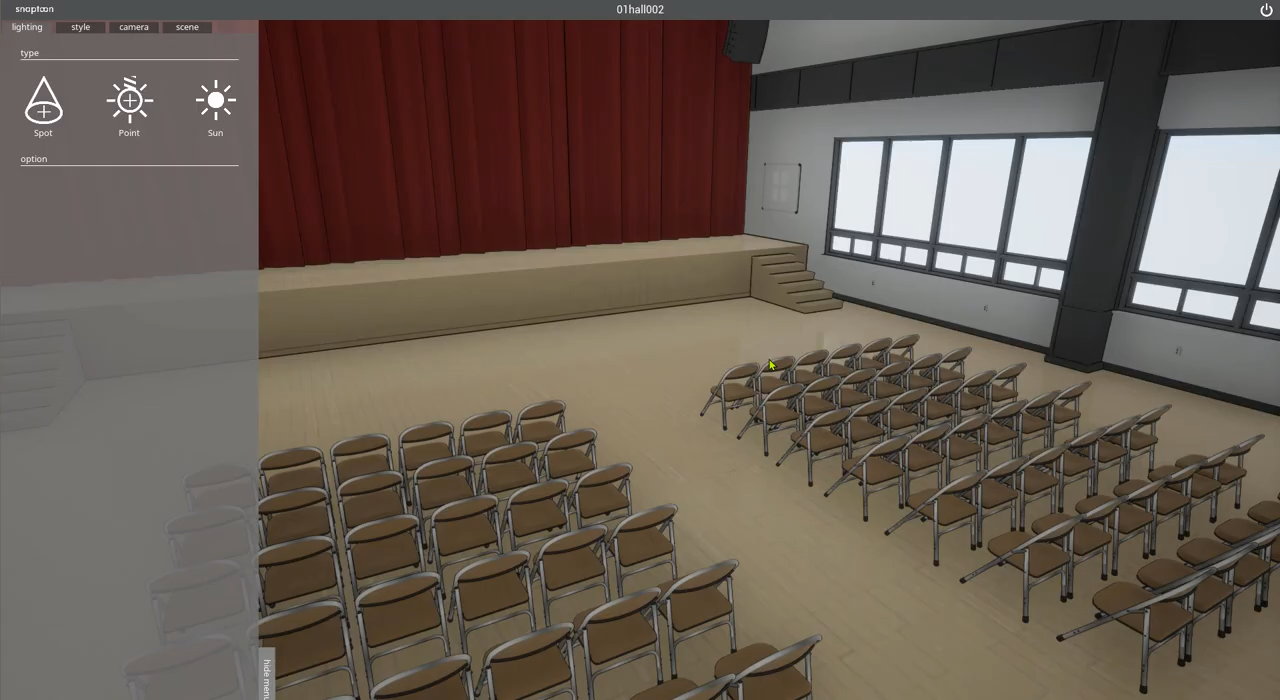 snaptoon
01hall002
lighting style camera scene
type
Spot Point Sun
option
hide menu